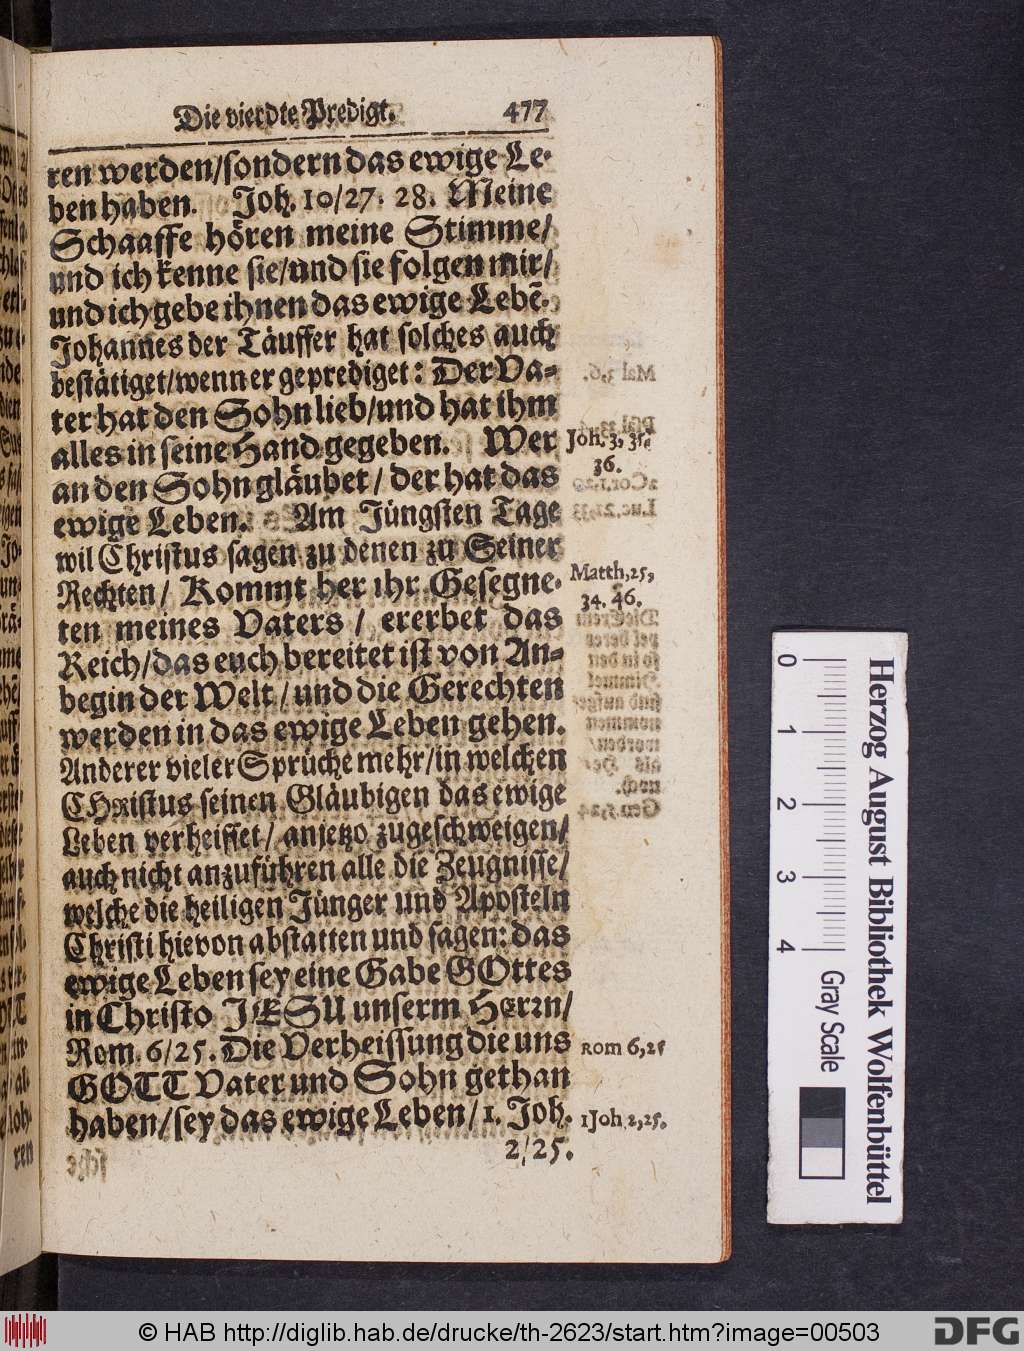 Die vierdte Predigt. 477
ren werden/sondern das ewige Le-
ben haben. Joh. 10/27. 28. Meine
Schaaffe hören meine Stimme/
und ich kenne sie/und sie folgen mir/
und ich gebe ihnen das ewige Lebē.
Johannes der Täuffer hat solches auch
bestätiget/wenn er geprediget: Der Va-
ter hat den Sohn lieb/und hat ihm
alles in seine Hand gegeben. Wer
an den Sohn gläubet/ der hat das
ewige Leben. Am Jüngsten Tage
wil Christus sagen zu denen zu Seiner
Rechten/ Kommt her ihr Gesegne-
ten meines Vaters/ ererbet das
Reich/das euch bereitet ist von An-
begin der Welt/und die Gerechten
werden in das ewige Leben gehen.
Anderer vieler Sprüche mehr/in welchen
CHristus seinen Gläubigen das ewige
Leben verheisset/ anjetzo zugeschweigen/
auch nicht anzuführen alle die Zeugnisse/
welche die heiligen Jünger und Aposteln
Christi hievon abstatten und sagen: das
ewige Leben sey eine Gabe GOttes
in Christo JESU unserm HErrn/
Rom. 6/25. Die Verheissung die uns
GOTT Vater und Sohn gethan
haben/sey das ewige Leben/ 1. Joh.
2/25.
Joh. 3, 35.
36.
Matth, 25,
34. 46.
Rom 6, 25
1 Joh 2, 25.
ren
0 1 2 3 4
Gray Scale
Herzog August Bibliothek Wolfenbüttel
© HAB http://diglib.hab.de/drucke/th-2623/start.htm?image=00503
DFG